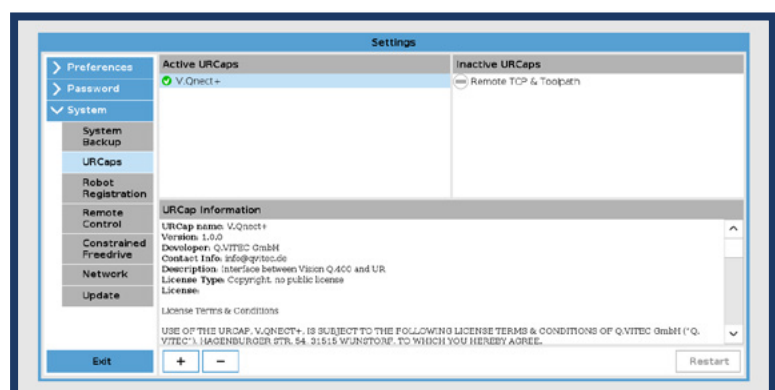 Settings
Preferences
Password
System
System
Backup
URCaps
Robot
Registration
Remote
Control
Constrained
Freedrive
Network
Update
Exit
Active URCaps
V.Qnect+
Inactive URCaps
Remote TCP & Toolpath
URCap Information
URCap name: V.Qnect+
Version: 1.0.0
Developer: Q.VITEC GmbH
Contact Info: info@qvitec.de
Description: Interface between Vision Q.400 and UR
License Type: Copyright, no public license
License:
License Terms & Conditions
USE OF THE URCAP, V.QNECT+, IS SUBJECT TO THE FOLLOWING LICENSE TERMS & CONDITIONS OF Q.VITEC GmbH ("Q.
VITEC"), HAGENBURGER STR. 54, 31515 WUNSTORF, TO WHICH YOU HEREBY AGREE.
+
−
Restart